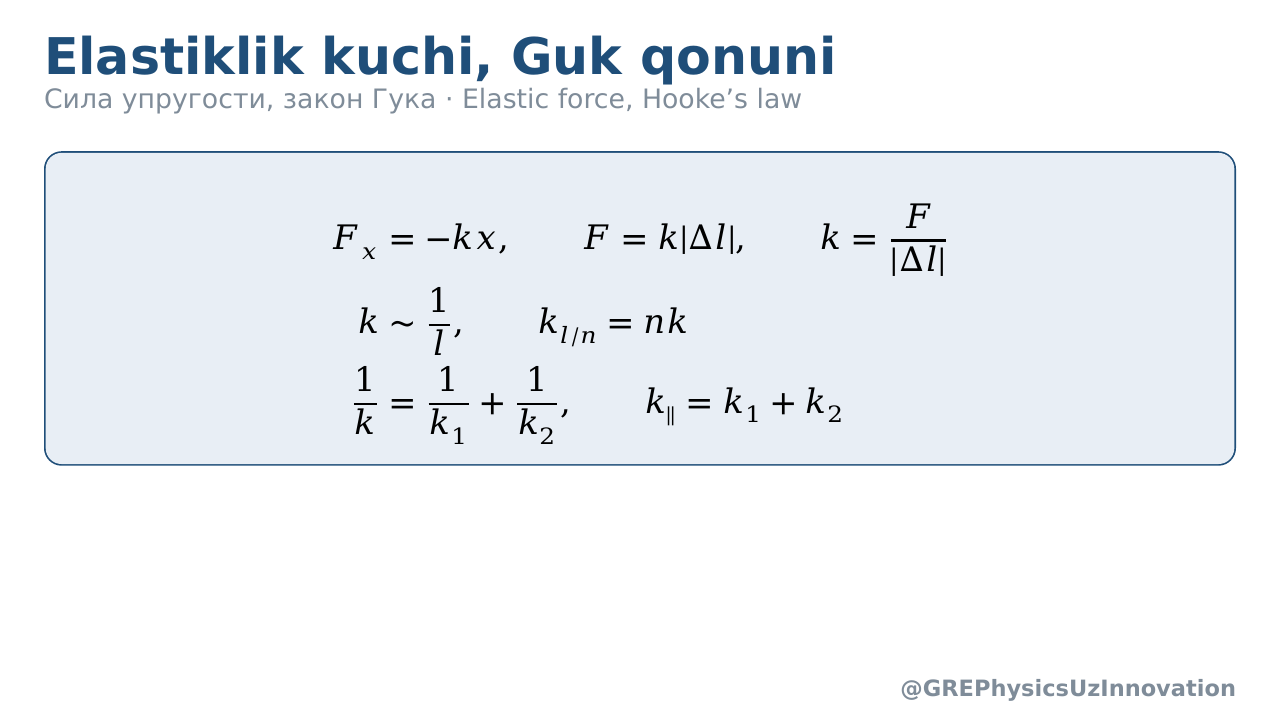 Elastiklik kuchi, Guk qonuni
Сила упругости, закон Гука · Elastic force, Hooke’s law
F_x = −kx, F = k|Δl|, k = F/|Δl|
k ∼ 1/l, k_{l/n} = nk
1/k = 1/k_1 + 1/k_2, k_∥ = k_1 + k_2
@GREPhysicsUzInnovation